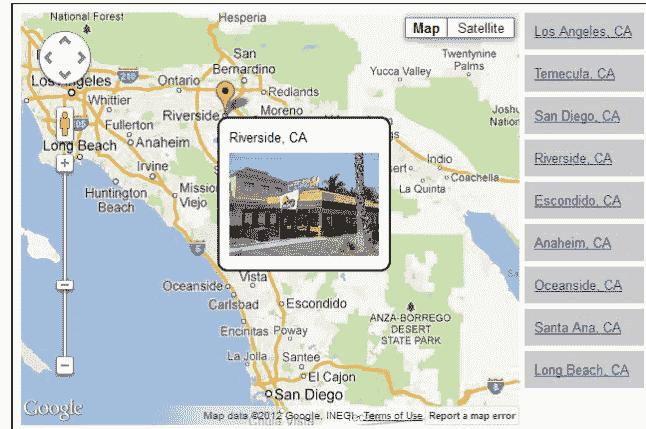 National Forest
Hesperia
Map
Satellite
Los Angeles, CA
Temecula, CA
San Diego, CA
Riverside, CA
Escondido, CA
Anaheim, CA
Oceanside, CA
Santa Ana, CA
Long Beach, CA
San
Bernardino
Twentynine
Palms
Yucca Valley
210
Ontario
Redlands
Whittier
Riverside
Moreno
Fullerton
Anaheim
Long Beach
Irvine
Huntington
Beach
Viejo
Riverside, CA
Indio
Coachella
La Quinta
5
Oceanside
Vista
Carlsbad
Escondido
Encinitas
Poway
ANZA-BORREGO
DESERT
STATE PARK
La Jolla
Santee
El Cajon
San Diego
8
Google
Map data ©2012 Google, INEGI - Terms of Use
Report a map error